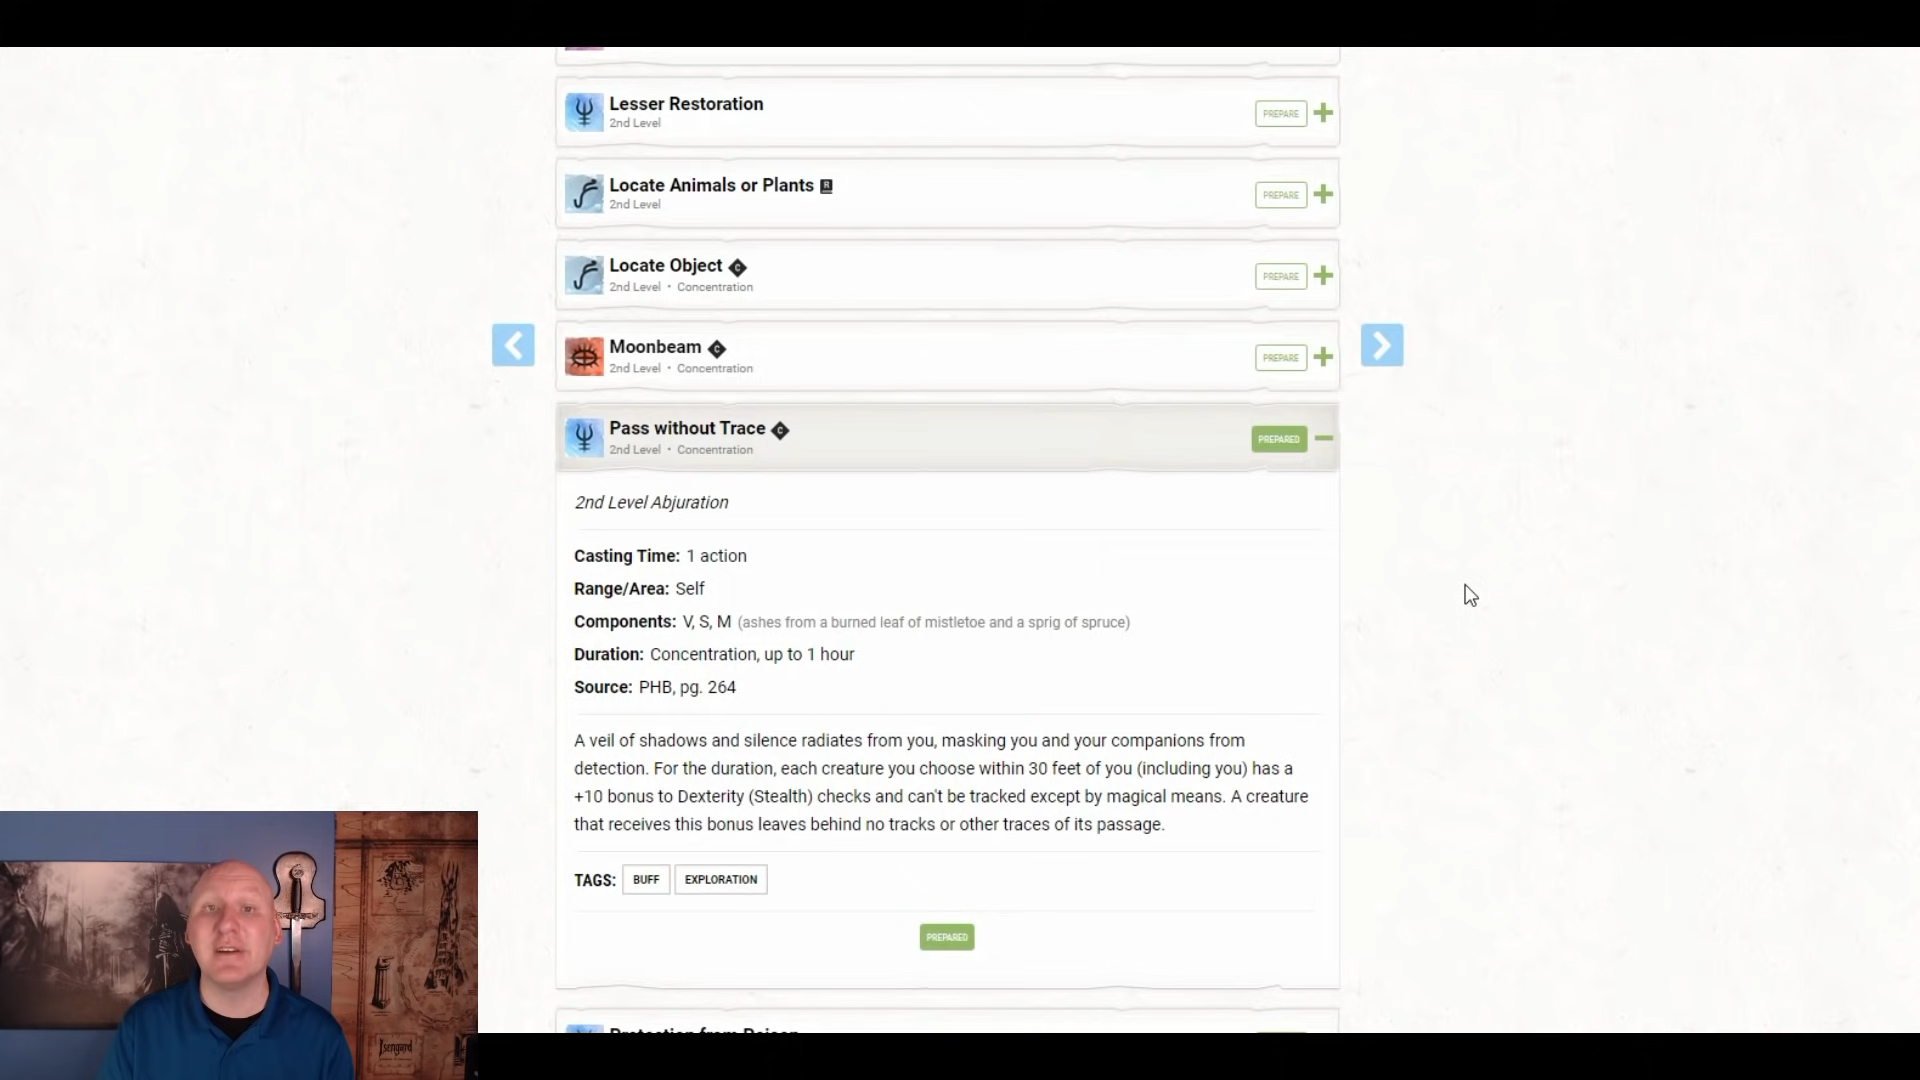 Lesser Restoration
2nd Level
PREPARE
Locate Animals or Plants
2nd Level
PREPARE
Locate Object
2nd Level • Concentration
PREPARE
Moonbeam
2nd Level • Concentration
PREPARE
Pass without Trace
2nd Level • Concentration
PREPARED
2nd Level Abjuration
Casting Time: 1 action
Range/Area: Self
Components: V, S, M (ashes from a burned leaf of mistletoe and a sprig of spruce)
Duration: Concentration, up to 1 hour
Source: PHB, pg. 264
A veil of shadows and silence radiates from you, masking you and your companions from
detection. For the duration, each creature you choose within 30 feet of you (including you) has a
+10 bonus to Dexterity (Stealth) checks and can't be tracked except by magical means. A creature
that receives this bonus leaves behind no tracks or other traces of its passage.
TAGS: BUFF EXPLORATION
PREPARED
Protection from Poison
Isengard